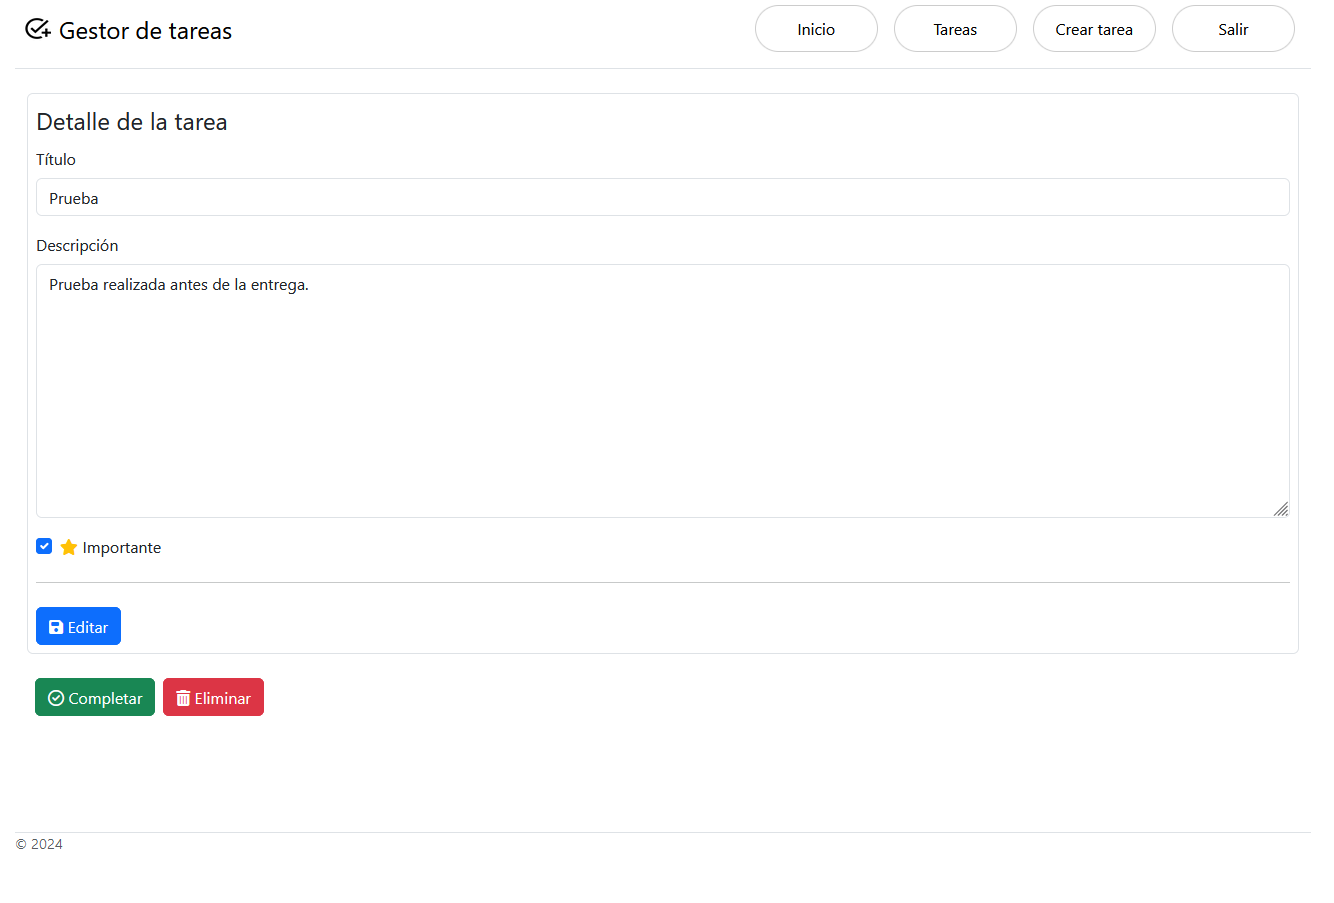 Gestor de tareas
Inicio
Tareas
Crear tarea
Salir
Detalle de la tarea
Título
Prueba
Descripción
Prueba realizada antes de la entrega.
Importante
Editar
Completar
Eliminar
© 2024